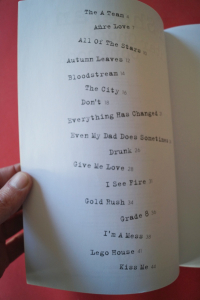 The A Team
Afire Love
All Of The Stars
Autumn Leaves
Bloodstream
The City
Don't
Everything Has Changed
Even My Dad Does Sometimes
Drunk
Give Me Love
I See Fire
Gold Rush
Grade 8
I'm A Mess
Lego House
Kiss Me